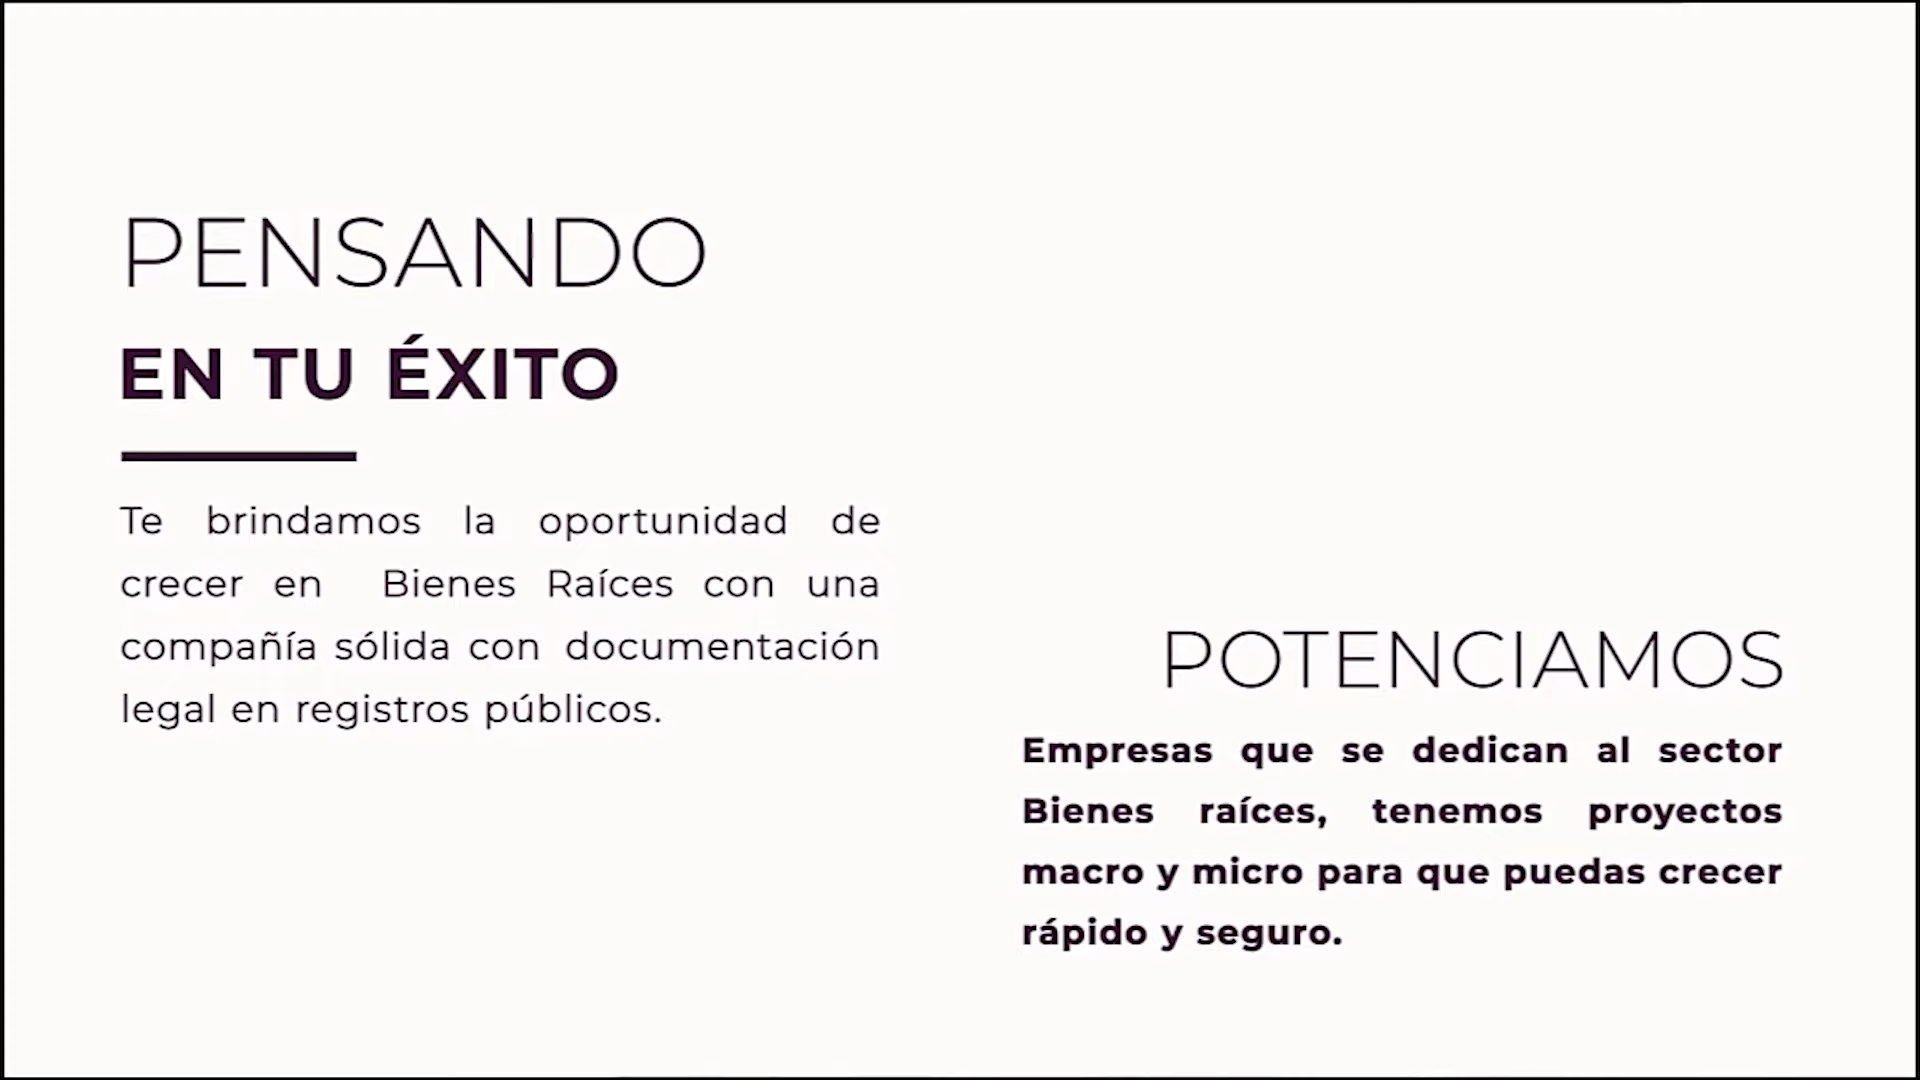 PENSANDO
EN TU ÉXITO
Te brindamos la oportunidad de
crecer en Bienes Raíces con una
compañía sólida con documentación
legal en registros públicos.
POTENCIAMOS
Empresas que se dedican al sector
Bienes raíces, tenemos proyectos
macro y micro para que puedas crecer
rápido y seguro.